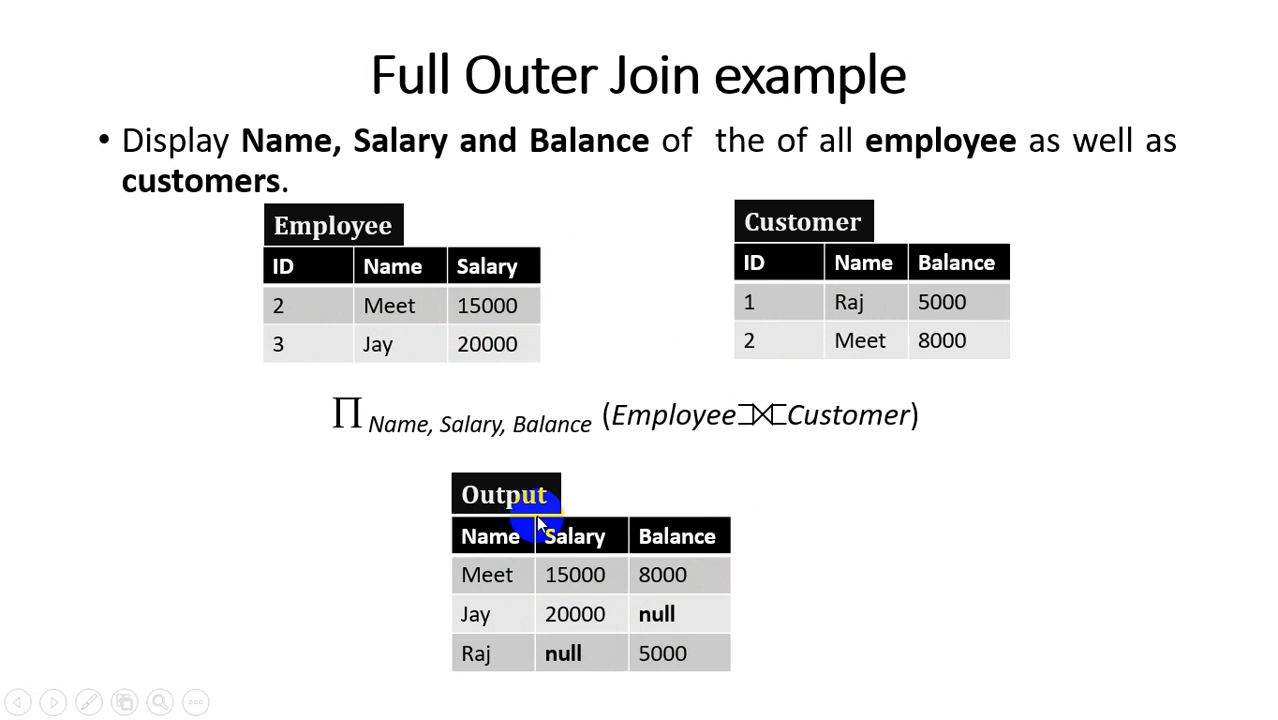 Full Outer Join example
• Display Name, Salary and Balance of the of all employee as well as
customers.
Employee
ID Name Salary
2 Meet 15000
3 Jay 20000
Customer
ID Name Balance
1 Raj 5000
2 Meet 8000
∏ Name, Salary, Balance (Employee⟗Customer)
Output
Name Salary Balance
Meet 15000 8000
Jay 20000 null
Raj null 5000